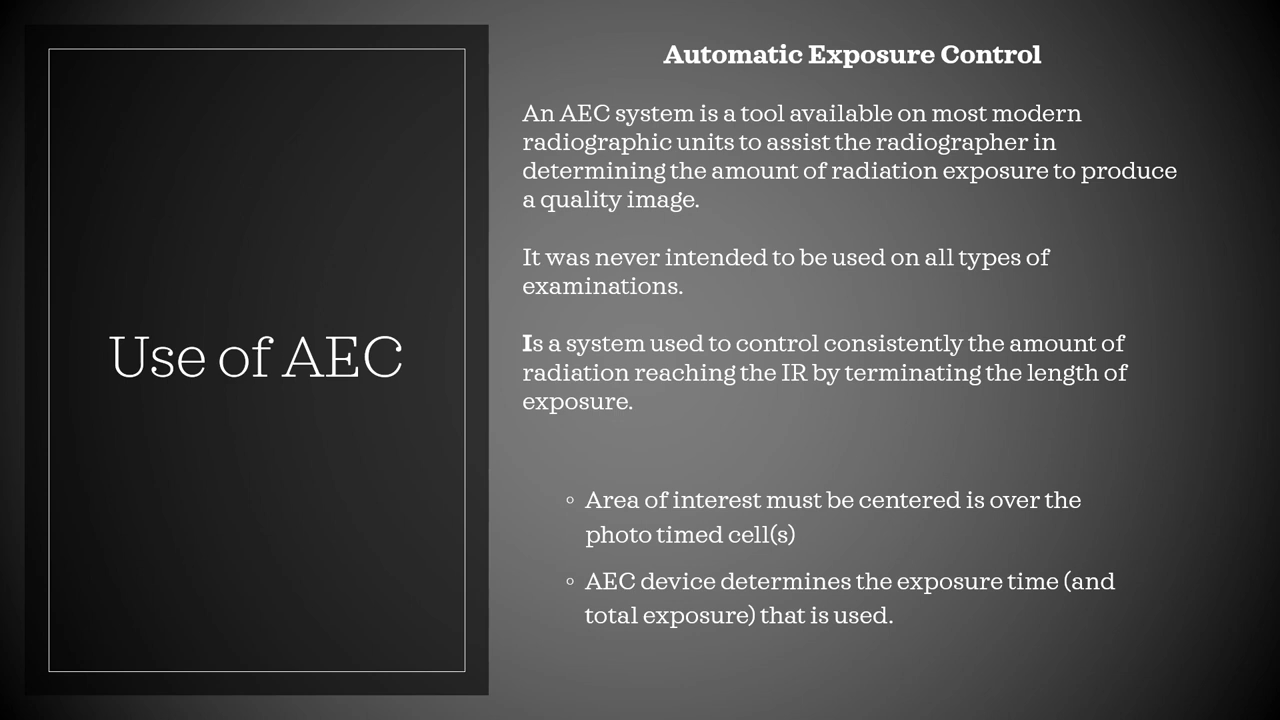 Use of AEC
Automatic Exposure Control
An AEC system is a tool available on most modern
radiographic units to assist the radiographer in
determining the amount of radiation exposure to produce
a quality image.
It was never intended to be used on all types of
examinations.
Is a system used to control consistently the amount of
radiation reaching the IR by terminating the length of
exposure.
◦ Area of interest must be centered is over the
photo timed cell(s)
◦ AEC device determines the exposure time (and
total exposure) that is used.